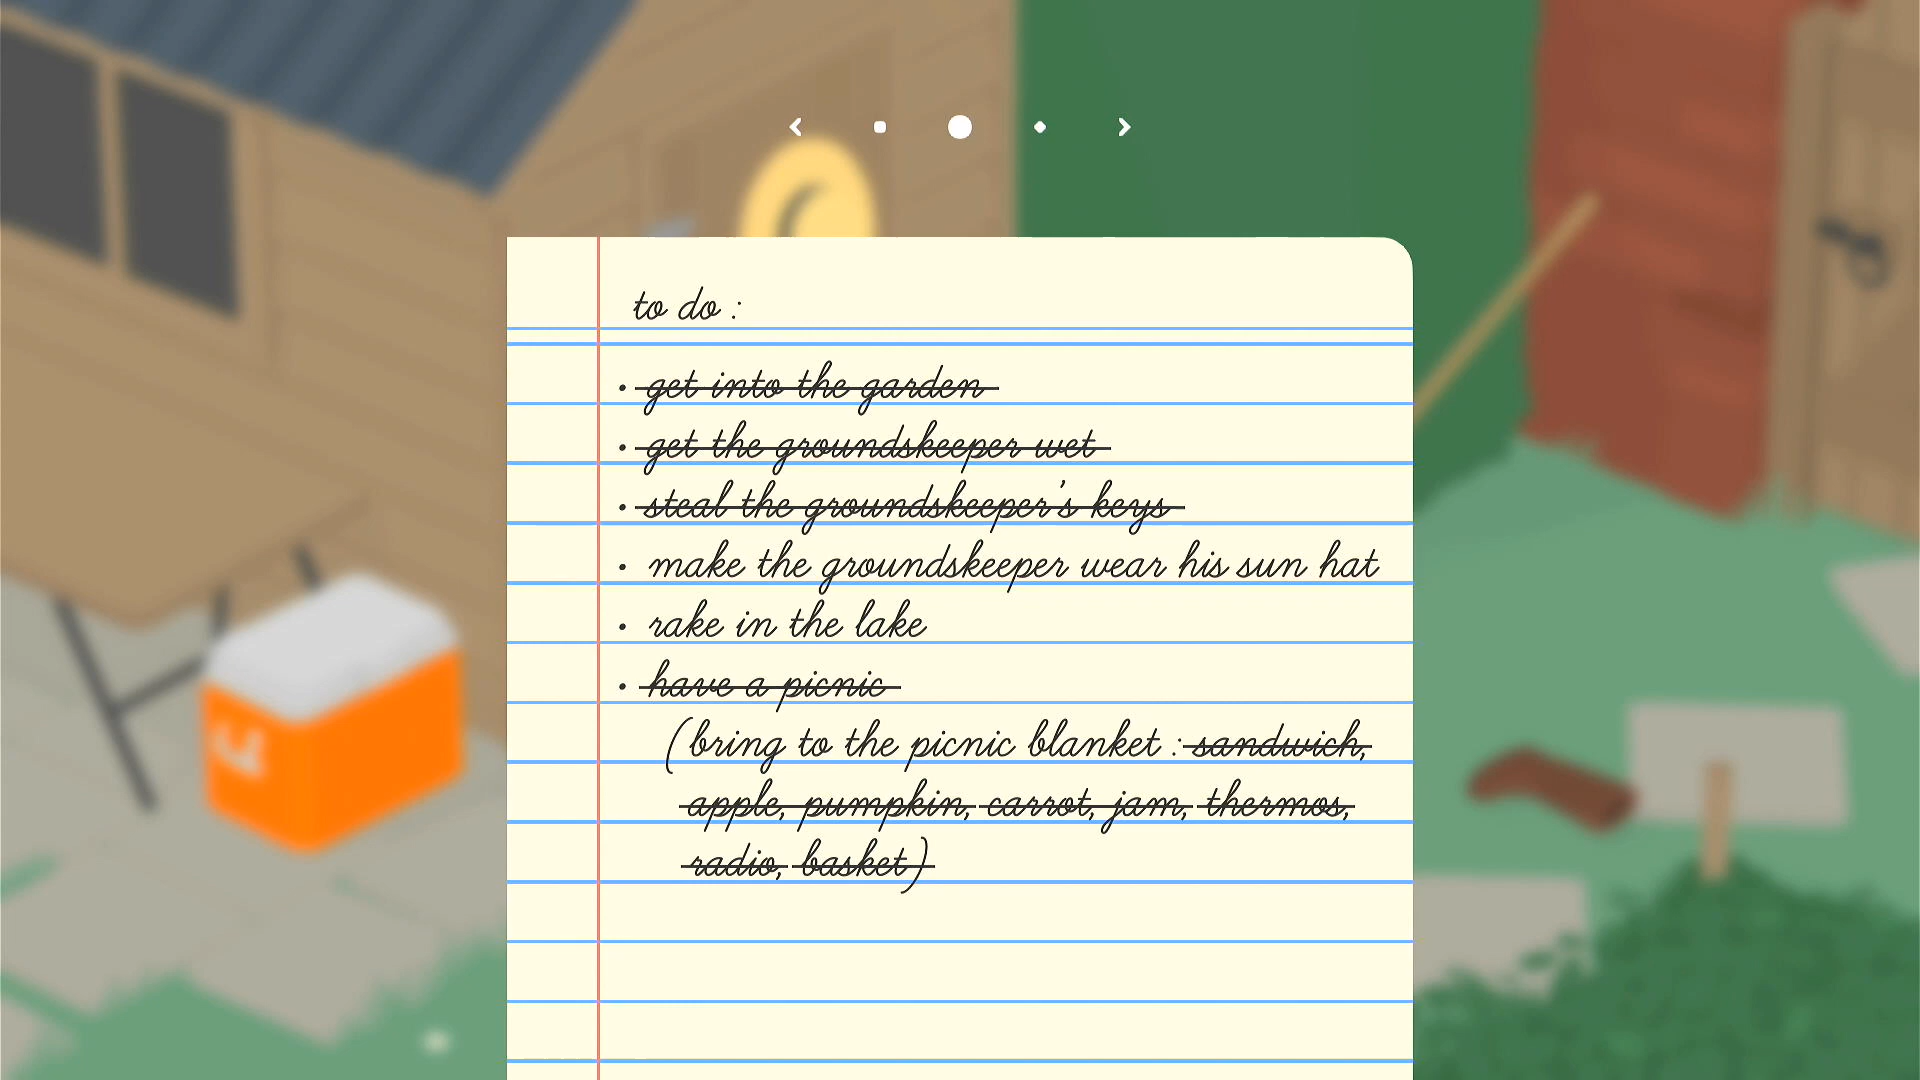 to do :
• get into the garden
• get the groundskeeper wet
• steal the groundskeeper's keys
• make the groundskeeper wear his sun hat
• rake in the lake
• have a picnic
(bring to the picnic blanket : sandwich,
apple, pumpkin, carrot, jam, thermos,
radio, basket)